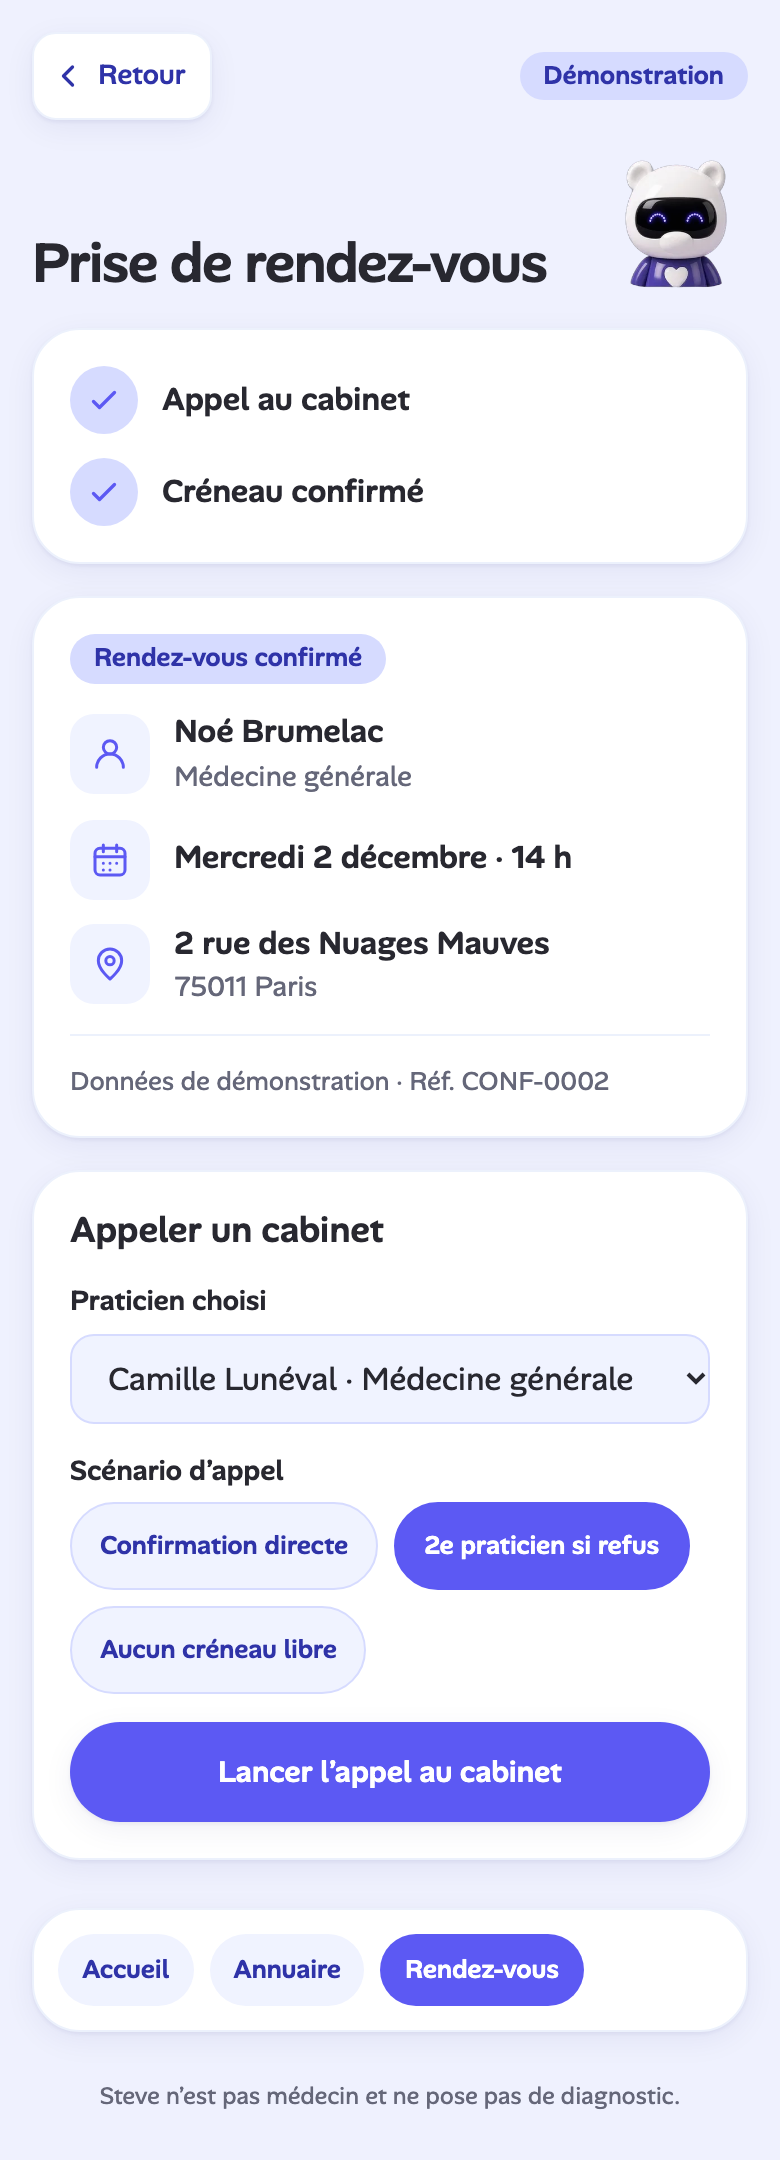 Retour
Démonstration
Prise de rendez-vous
Appel au cabinet
Créneau confirmé
Rendez-vous confirmé
Noé Brumelac
Médecine générale
Mercredi 2 décembre · 14 h
2 rue des Nuages Mauves
75011 Paris
Données de démonstration · Réf. CONF-0002
Appeler un cabinet
Praticien choisi
Camille Lunéval · Médecine générale
Scénario d’appel
Confirmation directe
2e praticien si refus
Aucun créneau libre
Lancer l’appel au cabinet
Accueil
Annuaire
Rendez-vous
Steve n’est pas médecin et ne pose pas de diagnostic.